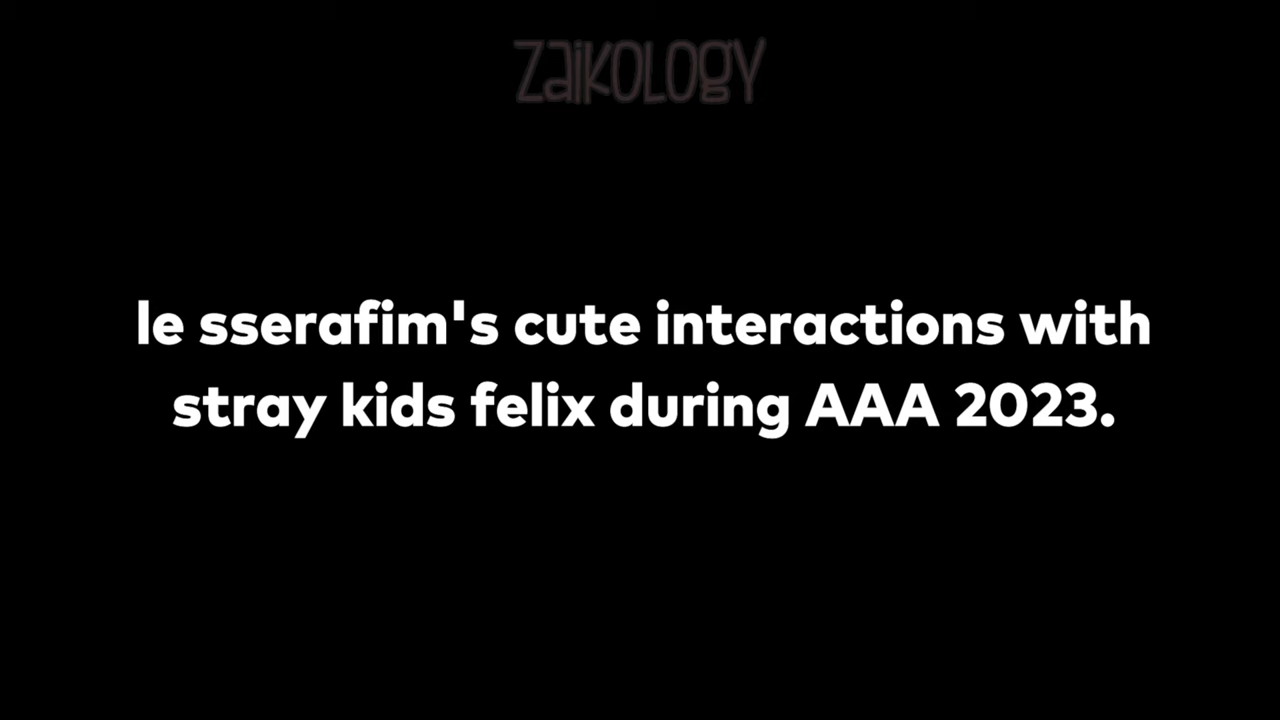 zaikology
le sserafim's cute interactions with
stray kids felix during AAA 2023.